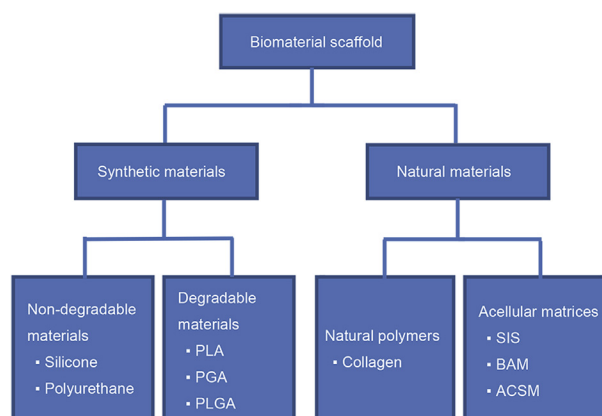 Biomaterial scaffold
Synthetic materials
Natural materials
Non-degradable
materials
▪ Silicone
▪ Polyurethane
Degradable
materials
▪ PLA
▪ PGA
▪ PLGA
Natural polymers
▪ Collagen
Acellular matrices
▪ SIS
▪ BAM
▪ ACSM